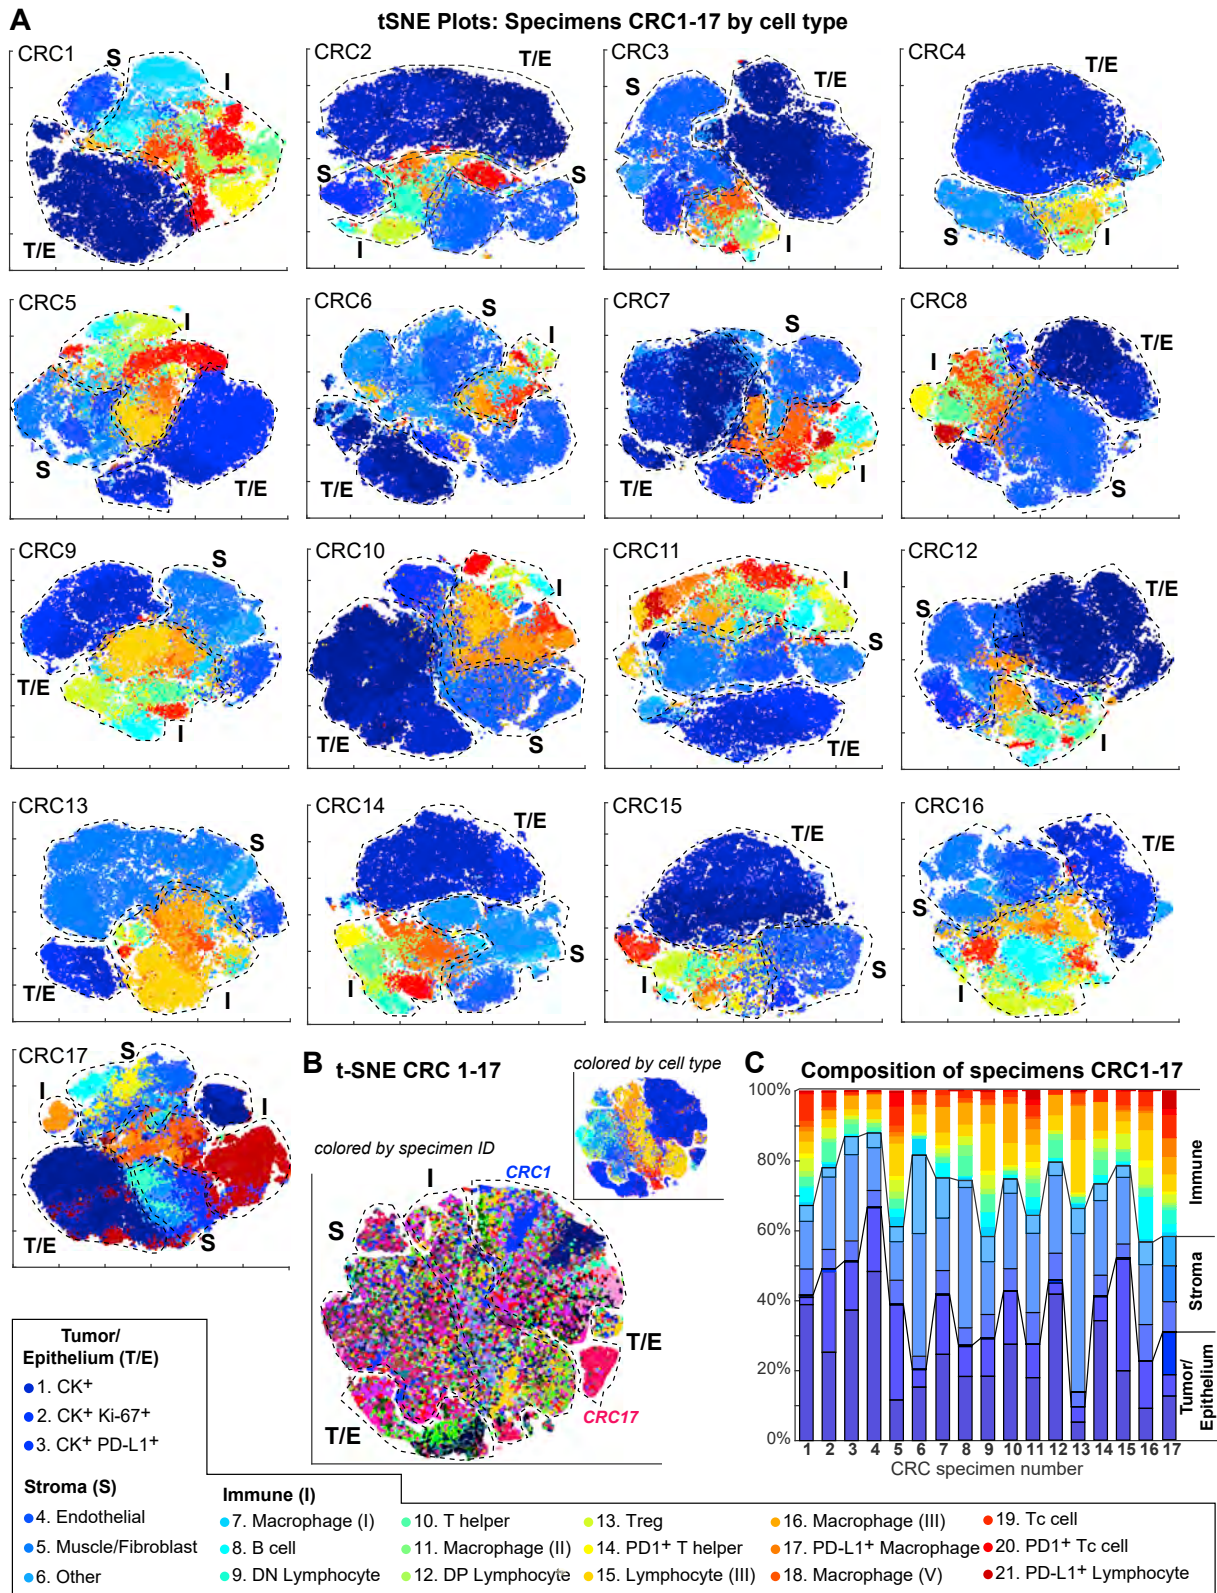 A
tSNE Plots: Specimens CRC1-17 by cell type
CRC1
S
I
T/E
CRC2
T/E
S
S
I
CRC3
S
T/E
I
CRC4
T/E
S
I
CRC5
I
S
T/E
CRC6
S
I
T/E
CRC7
S
T/E
I
CRC8
I
T/E
S
CRC9
S
T/E
I
CRC10
I
T/E
S
CRC11
I
S
T/E
CRC12
S
T/E
I
CRC13
S
T/E
I
CRC14
T/E
S
I
CRC15
T/E
I
S
CRC16
T/E
S
I
CRC17
S
I
I
T/E
S
B
t-SNE CRC 1-17
colored by cell type
colored by specimen ID
I
CRC1
S
T/E
CRC17
T/E
C
Composition of specimens CRC1-17
100%
80%
60%
40%
20%
0%
Immune
Stroma
Tumor/
Epithelium
1 2 3 4 5 6 7 8 9 10 11 12 13 14 15 16 17
CRC specimen number
Tumor/
Epithelium (T/E)
1. CK+
2. CK+ Ki-67+
3. CK+ PD-L1+
Stroma (S)
4. Endothelial
5. Muscle/Fibroblast
6. Other
Immune (I)
7. Macrophage (I)
8. B cell
9. DN Lymphocyte
10. T helper
11. Macrophage (II)
12. DP Lymphocyte
13. Treg
14. PD1+ T helper
15. Lymphocyte (III)
16. Macrophage (III)
17. PD-L1+ Macrophage
18. Macrophage (V)
19. Tc cell
20. PD1+ Tc cell
21. PD-L1+ Lymphocyte